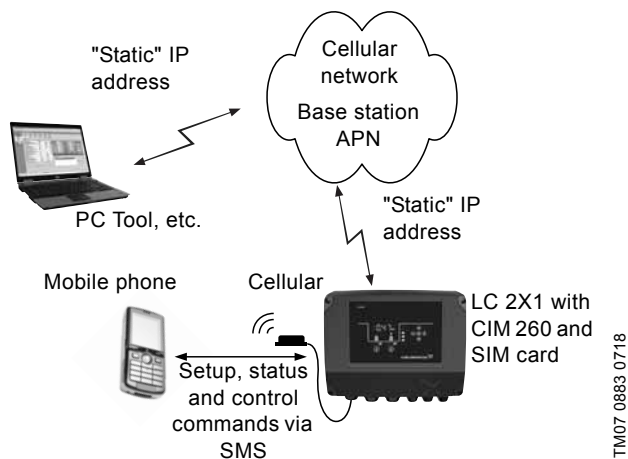 "Static" IP
address
Cellular
network
Base station
APN
PC Tool, etc.
"Static" IP
address
Mobile phone
Cellular
LC 2X1 with
CIM 260 and
SIM card
Setup, status
and control
commands via
SMS
TM07 0883 0718